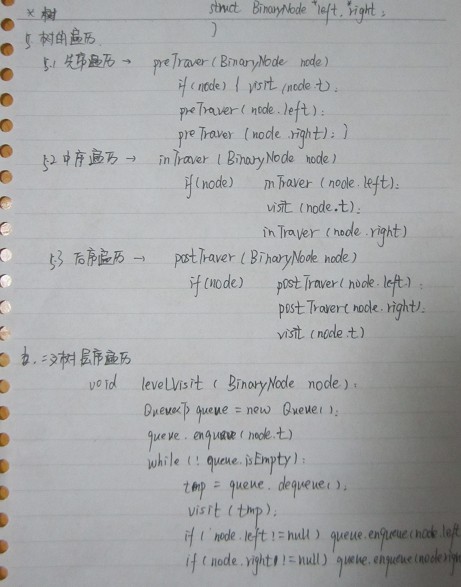 * 树 struct BinaryNode *left, *right;
}
5. 树的遍历
5.1 先序遍历 → preTraver (BinaryNode node)
if(node) { visit (node.t);
preTraver (node.left);
preTraver (node.right); }
5.2 中序遍历 → inTraver (BinaryNode node)
if(node) inTraver (node.left);
visit (node.t);
inTraver (node.right)
5.3 后序遍历 → postTraver (BinaryNode node)
if(node) postTraver (node.left);
postTraver (node.right);
visit (node.t)
6. 二叉树层序遍历
void levelVisit (BinaryNode node);
Queue<T> queue = new Queue();
queue.enqueue(node.t)
while (! queue.isEmpty);
tmp = queue.dequeue();
visit (tmp);
if (node.left != null) queue.enqueue(node.left
if (node.right != null) queue.enqueue(node.righ